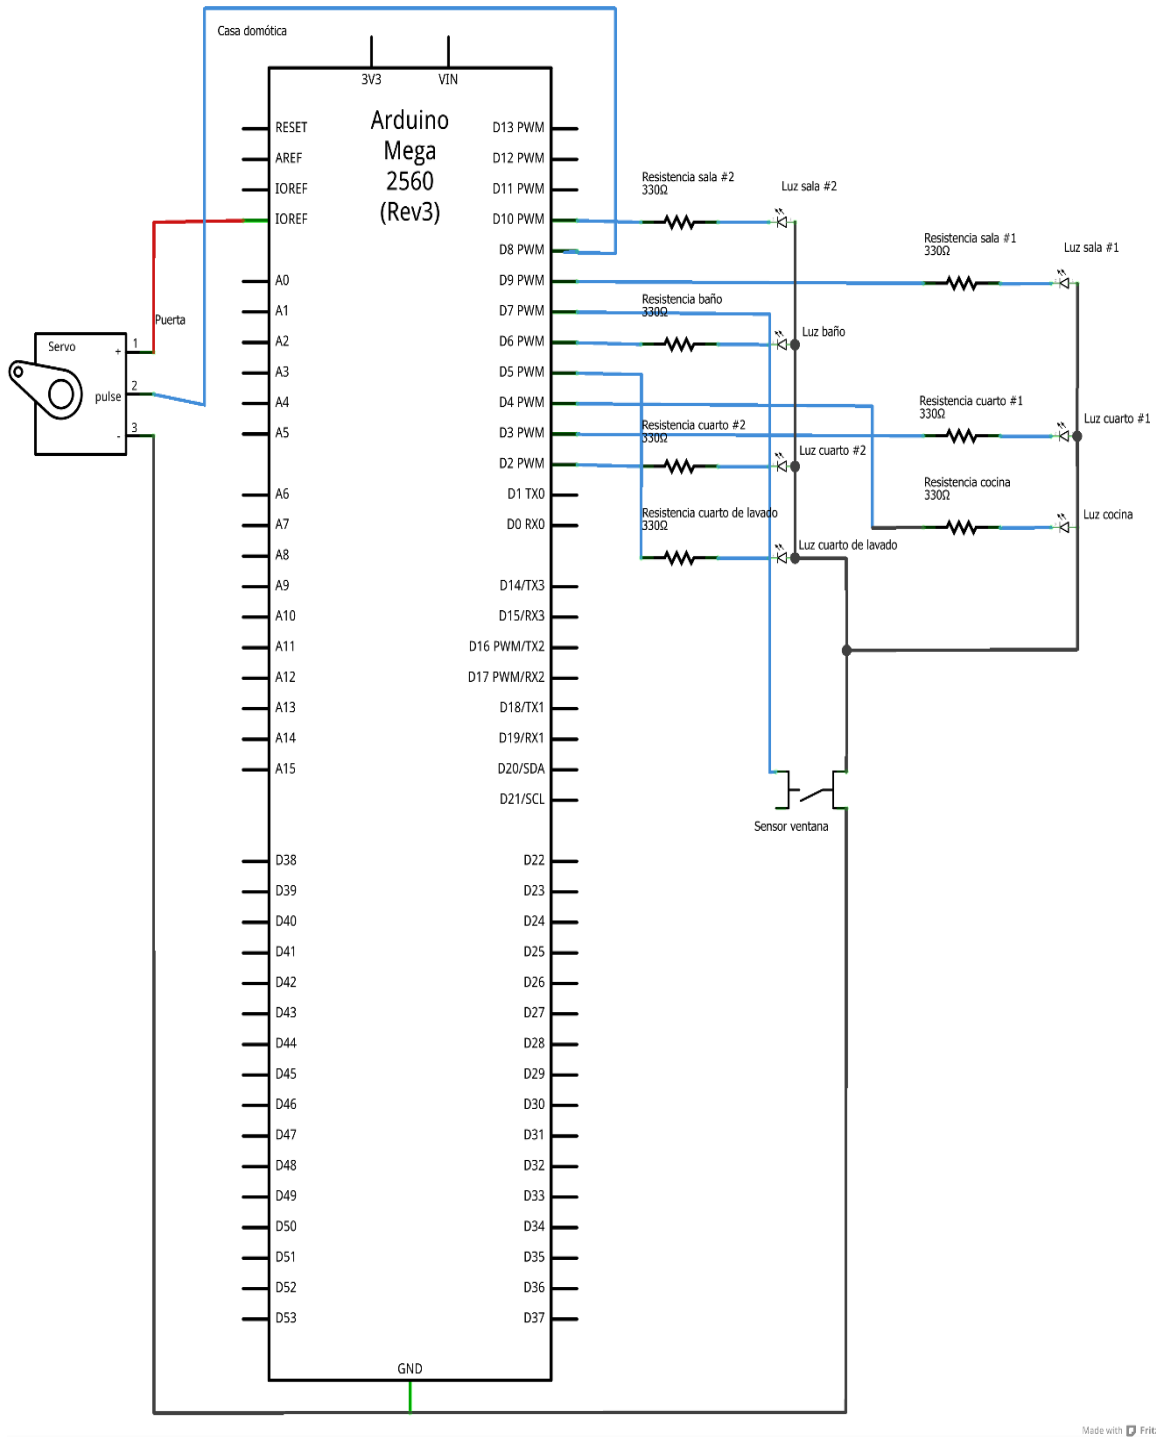 Casa domótica
3V3
VIN
Arduino
Mega
2560
(Rev3)
RESET
AREF
IOREF
IOREF
A0
A1
A2
A3
A4
A5
A6
A7
A8
A9
A10
A11
A12
A13
A14
A15
D38
D39
D40
D41
D42
D43
D44
D45
D46
D47
D48
D49
D50
D51
D52
D53
D13 PWM
D12 PWM
D11 PWM
D10 PWM
D8 PWM
D9 PWM
D7 PWM
D6 PWM
D5 PWM
D4 PWM
D3 PWM
D2 PWM
D1 TX0
D0 RX0
D14/TX3
D15/RX3
D16 PWM/TX2
D17 PWM/RX2
D18/TX1
D19/RX1
D20/SDA
D21/SCL
D22
D23
D24
D25
D26
D27
D28
D29
D30
D31
D32
D33
D34
D35
D36
D37
GND
Puerta
Servo
1
+
2
pulse
3
-
Resistencia sala #2
330Ω
Luz sala #2
Resistencia sala #1
330Ω
Luz sala #1
Resistencia baño
330Ω
Luz baño
Resistencia cuarto #1
330Ω
Luz cuarto #1
Resistencia cuarto #2
330Ω
Luz cuarto #2
Resistencia cocina
330Ω
Luz cocina
Resistencia cuarto de lavado
330Ω
Luz cuarto de lavado
Sensor ventana
Made with Frit